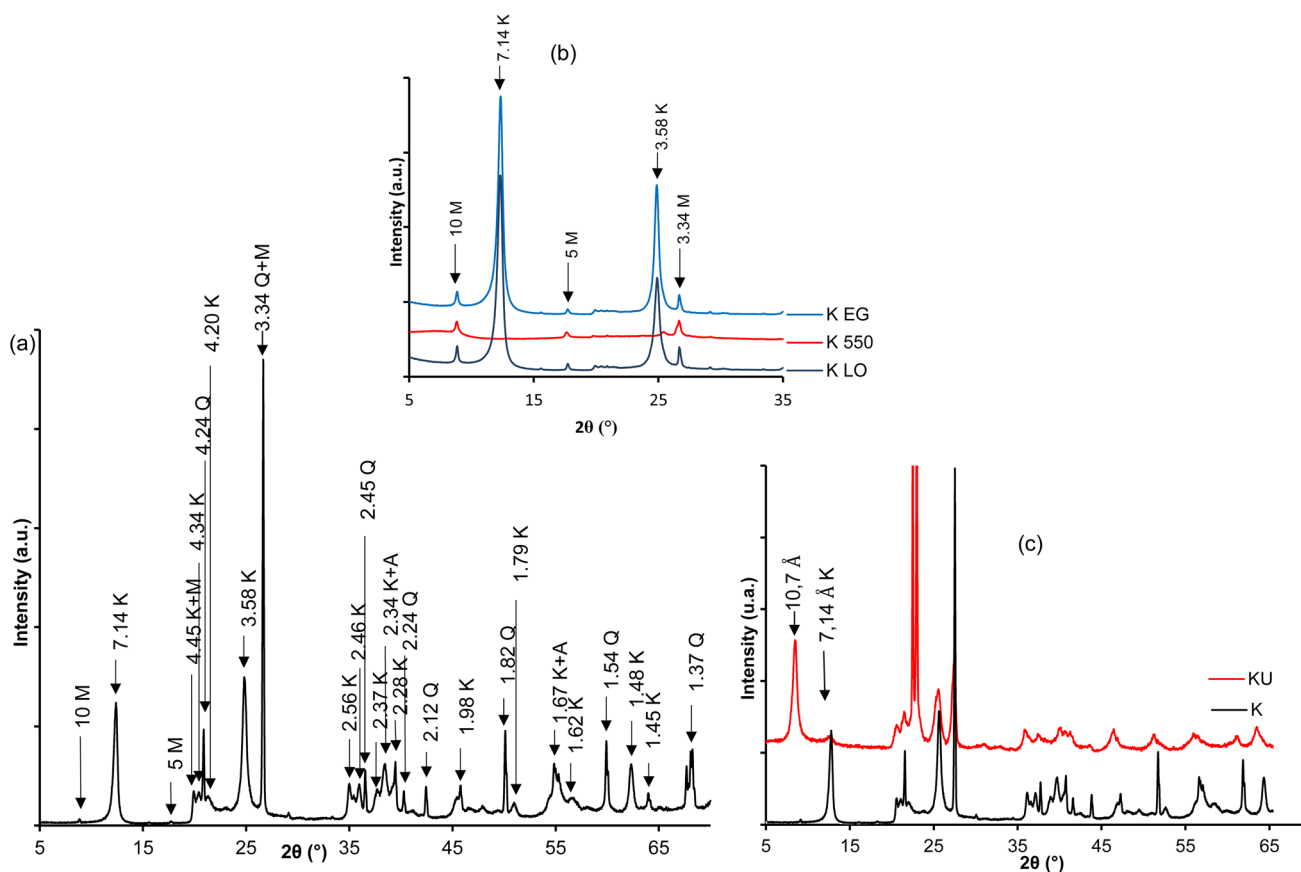 (b)
7.14 K
3.58 K
10 M
5 M
3.34 M
Intensity (a.u.)
K EG
K 550
K LO
5
15
25
35
2θ (°)
(a)
10 M
7.14 K
5 M
4.45 K+M
4.34 K
4.24 Q
4.20 K
3.58 K
3.34 Q+M
2.56 K
2.46 K
2.45 Q
2.37 K
2.34 K+A
2.28 K
2.24 Q
2.12 Q
1.98 K
1.82 Q
1.79 K
1.67 K+A
1.62 K
1.54 Q
1.48 K
1.45 K
1.37 Q
Intensity (a.u.)
5
15
25
35
45
55
65
2θ (°)
(c)
10,7 Å
7,14 Å K
Intensity (u.a.)
KU
K
5
15
25
35
45
55
65
2θ (°)